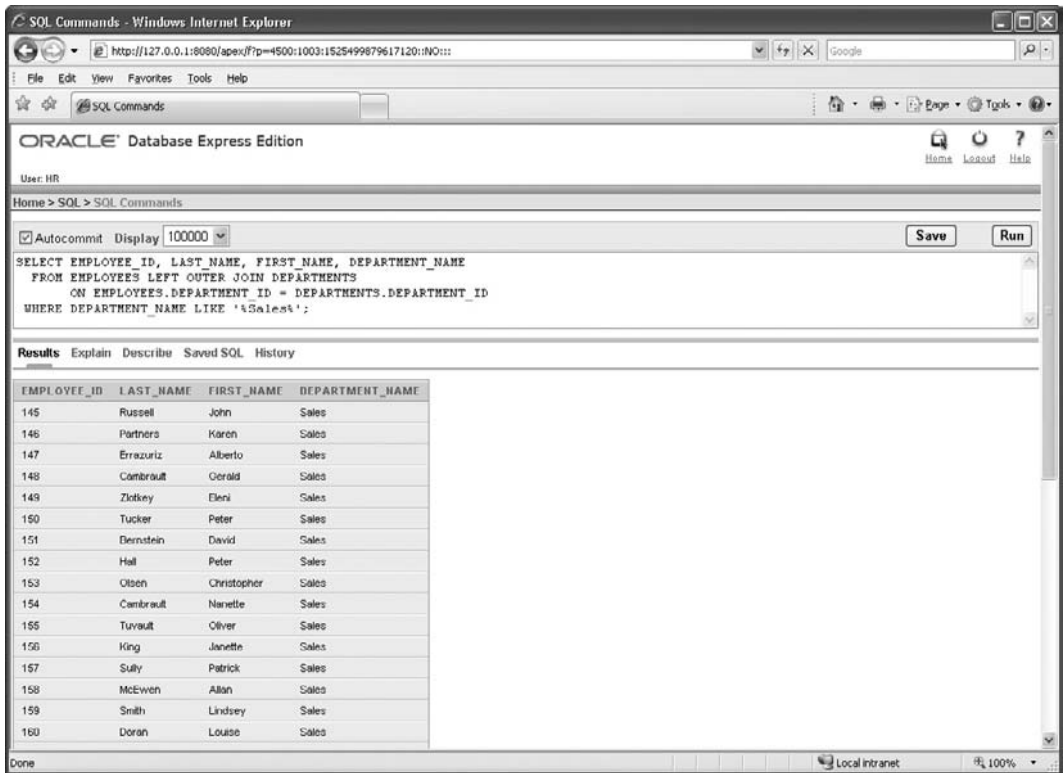 SQL Commands - Windows Internet Explorer
http://127.0.0.1:8080/apex/f?p=4500:1003:1525499879617120::NO:::
Google
File Edit View Favorites Tools Help
SQL Commands
Page Tools
ORACLE Database Express Edition
Home Logout Help
User: HR
Home > SQL > SQL Commands
Autocommit Display 100000 Save Run
SELECT EMPLOYEE_ID, LAST_NAME, FIRST_NAME, DEPARTMENT_NAME
FROM EMPLOYEES LEFT OUTER JOIN DEPARTMENTS
ON EMPLOYEES.DEPARTMENT_ID = DEPARTMENTS.DEPARTMENT_ID
WHERE DEPARTMENT_NAME LIKE '%Sales%';
Results Explain Describe Saved SQL History
EMPLOYEE_ID LAST_NAME FIRST_NAME DEPARTMENT_NAME
145 Russell John Sales
146 Partners Karen Sales
147 Errazuriz Alberto Sales
148 Cambrault Gerald Sales
149 Zlotkey Eleni Sales
150 Tucker Peter Sales
151 Bernstein David Sales
152 Hall Peter Sales
153 Olsen Christopher Sales
154 Cambrault Nanette Sales
155 Tuvault Oliver Sales
156 King Janette Sales
157 Sully Patrick Sales
158 McEwen Allan Sales
159 Smith Lindsey Sales
160 Doran Louise Sales
Done Local intranet 100%